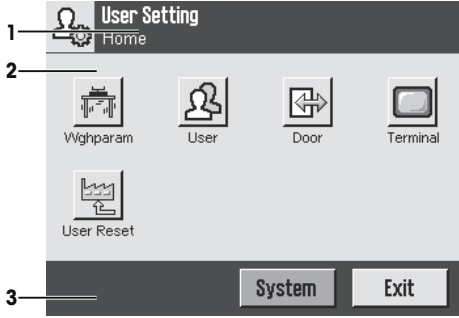 User Setting
1
Home
2
Wghparam
User
Door
Terminal
User Reset
System
Exit
3